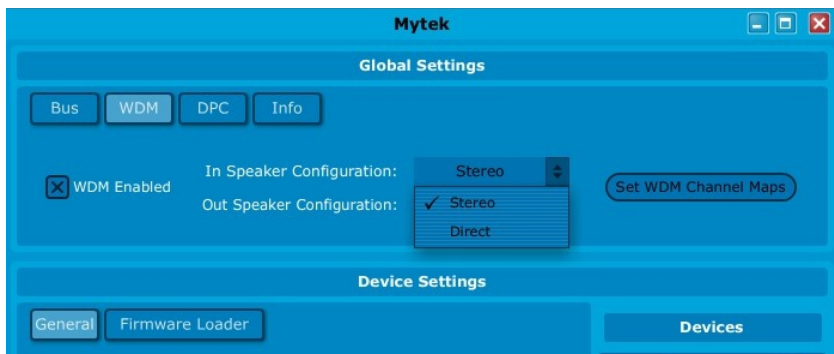 Mytek
Global Settings
Bus WDM DPC Info
WDM Enabled
In Speaker Configuration: Stereo
Set WDM Channel Maps
Out Speaker Configuration: Stereo
Direct
Device Settings
General Firmware Loader
Devices